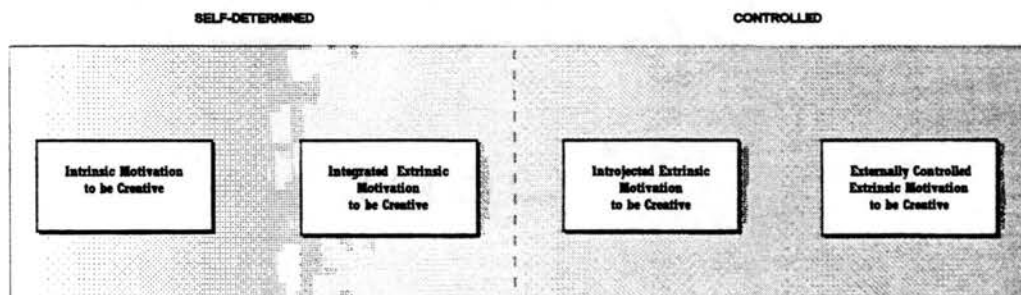 SELF-DETERMINED
CONTROLLED
Intrinsic Motivation
to be Creative
Integrated Extrinsic
Motivation
to be Creative
Introjected Extrinsic
Motivation
to be Creative
Externally Controlled
Extrinsic Motivation
to be Creative